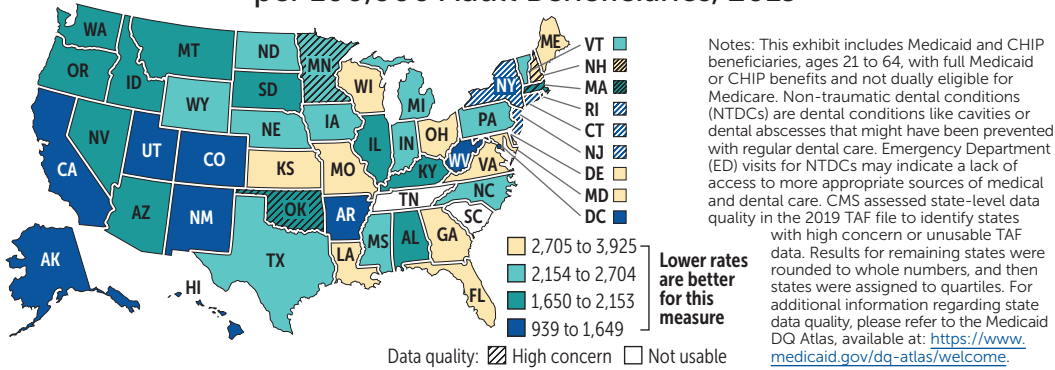 per 100,000 Adult Beneficiaries, 2019
WA
MT
ND
MN
ME
OR
ID
SD
WI
NY
WY
MI
NE
IA
PA
NV
IL
IN
OH
UT
CO
KS
MO
KY
WV
VA
CA
NC
TN
AZ
NM
OK
AR
SC
MS
AL
GA
TX
LA
FL
AK
HI
VT
NH
MA
RI
CT
NJ
DE
MD
DC
2,705 to 3,925
2,154 to 2,704
1,650 to 2,153
939 to 1,649
Lower rates
are better
for this
measure
Data quality: High concern Not usable
Notes: This exhibit includes Medicaid and CHIP
beneficiaries, ages 21 to 64, with full Medicaid
or CHIP benefits and not dually eligible for
Medicare. Non-traumatic dental conditions
(NTDCs) are dental conditions like cavities or
dental abscesses that might have been prevented
with regular dental care. Emergency Department
(ED) visits for NTDCs may indicate a lack of
access to more appropriate sources of medical
and dental care. CMS assessed state-level data
quality in the 2019 TAF file to identify states
with high concern or unusable TAF
data. Results for remaining states were
rounded to whole numbers, and then
states were assigned to quartiles. For
additional information regarding state
data quality, please refer to the Medicaid
DQ Atlas, available at: https://www.
medicaid.gov/dq-atlas/welcome.